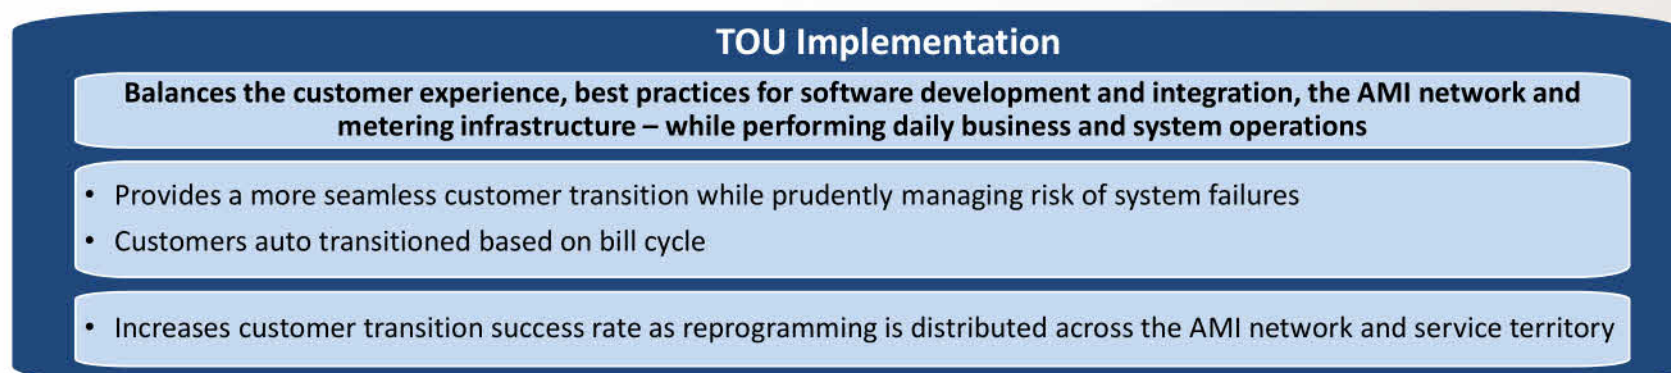 TOU Implementation
Balances the customer experience, best practices for software development and integration, the AMI network and
metering infrastructure – while performing daily business and system operations
• Provides a more seamless customer transition while prudently managing risk of system failures
• Customers auto transitioned based on bill cycle
• Increases customer transition success rate as reprogramming is distributed across the AMI network and service territory